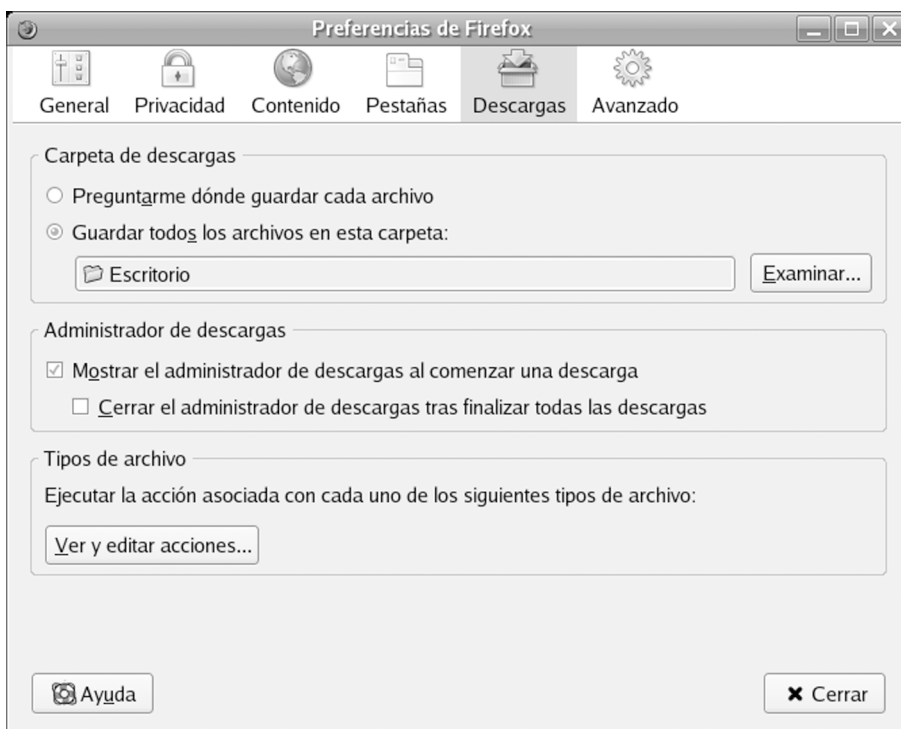 Preferencias de Firefox
General Privacidad Contenido Pestañas Descargas Avanzado
Carpeta de descargas
Preguntarme dónde guardar cada archivo
Guardar todos los archivos en esta carpeta:
Escritorio Examinar...
Administrador de descargas
Mostrar el administrador de descargas al comenzar una descarga
Cerrar el administrador de descargas tras finalizar todas las descargas
Tipos de archivo
Ejecutar la acción asociada con cada uno de los siguientes tipos de archivo:
Ver y editar acciones...
Ayuda Cerrar